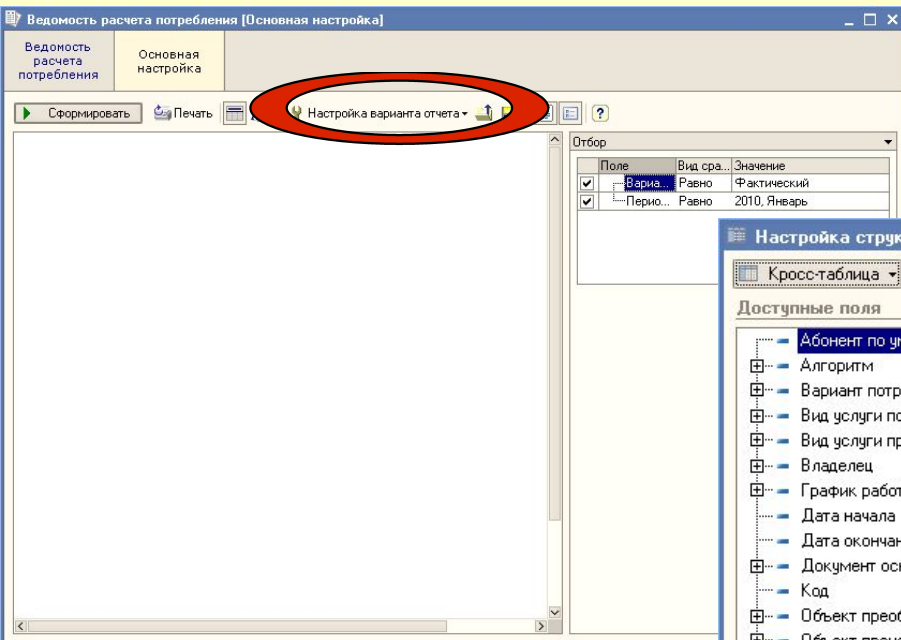 Ведомость расчета потребления [Основная настройка]
Ведомость
расчета
потребления
Основная
настройка
Сформировать
Печать
Настройка варианта отчета
?
Отбор
Поле Вид сра... Значение
Вариа... Равно Фактический
Перио... Равно 2010, Январь
Настройка струк
Кросс-таблица
Доступные поля
Абонент по ум
Алгоритм
Вариант потр
Вид услуги по
Вид услуги пр
Владелец
График работ
Дата начала
Дата окончан
Документ осн
Код
Объект преоб